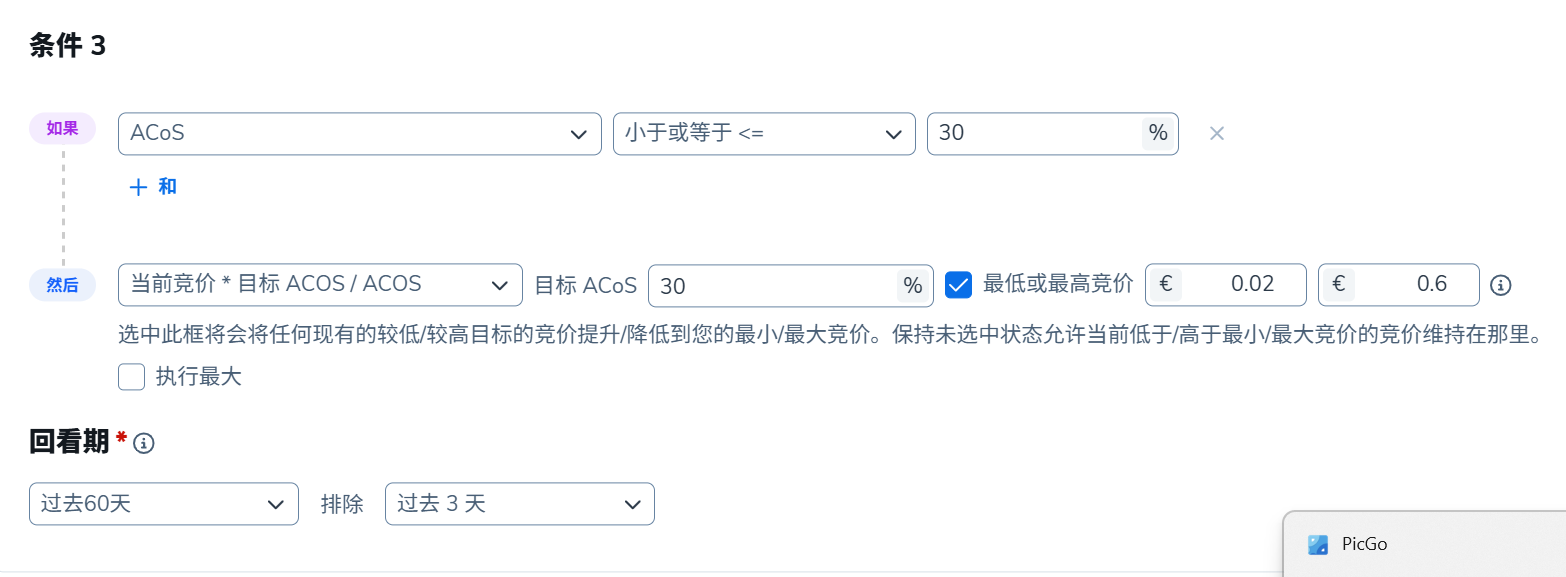 条件 3
如果 ACoS 小于或等于 <= 30 %
和
然后 当前竞价 * 目标 ACOS / ACOS 目标 ACoS 30 % 最低或最高竞价 € 0.02 € 0.6
选中此框将会将任何现有的较低/较高目标的竞价提升/降低到您的最小/最大竞价。保持未选中状态允许当前低于/高于最小/最大竞价的竞价维持在那里。
执行最大
回看期 *
过去60天 排除 过去 3 天
PicGo